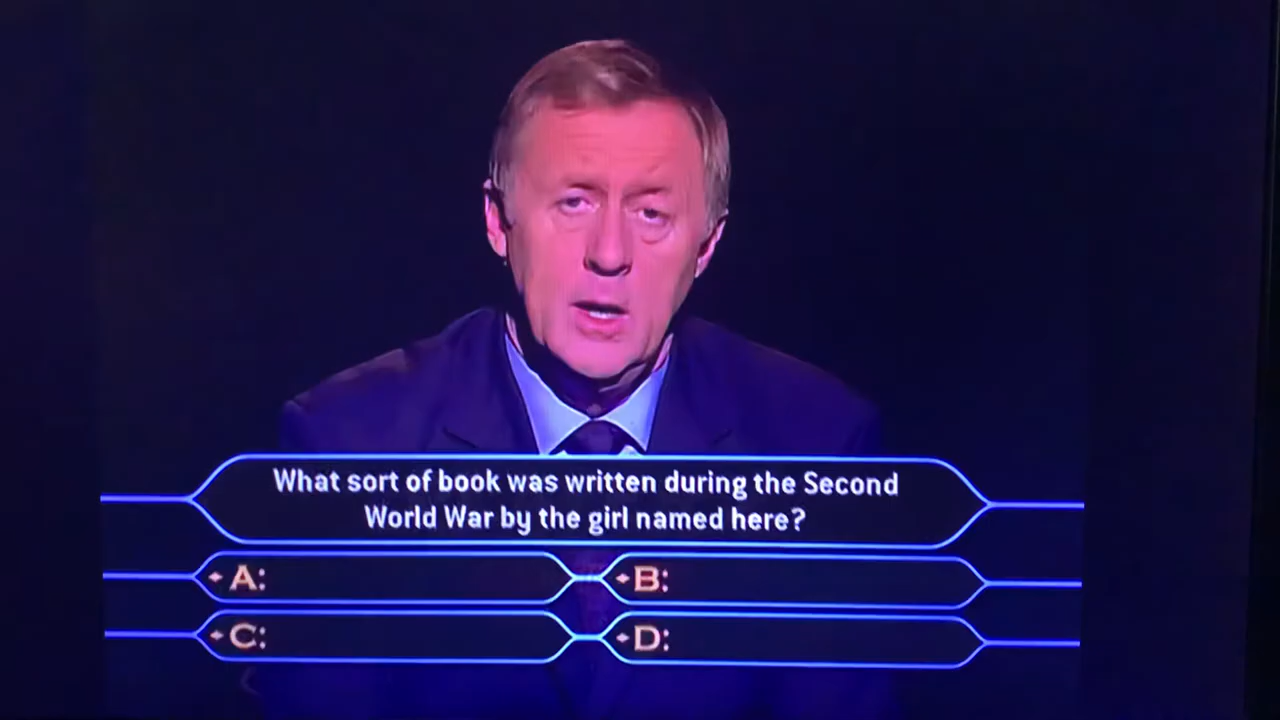 What sort of book was written during the Second
World War by the girl named here?
A:
B:
C:
D: